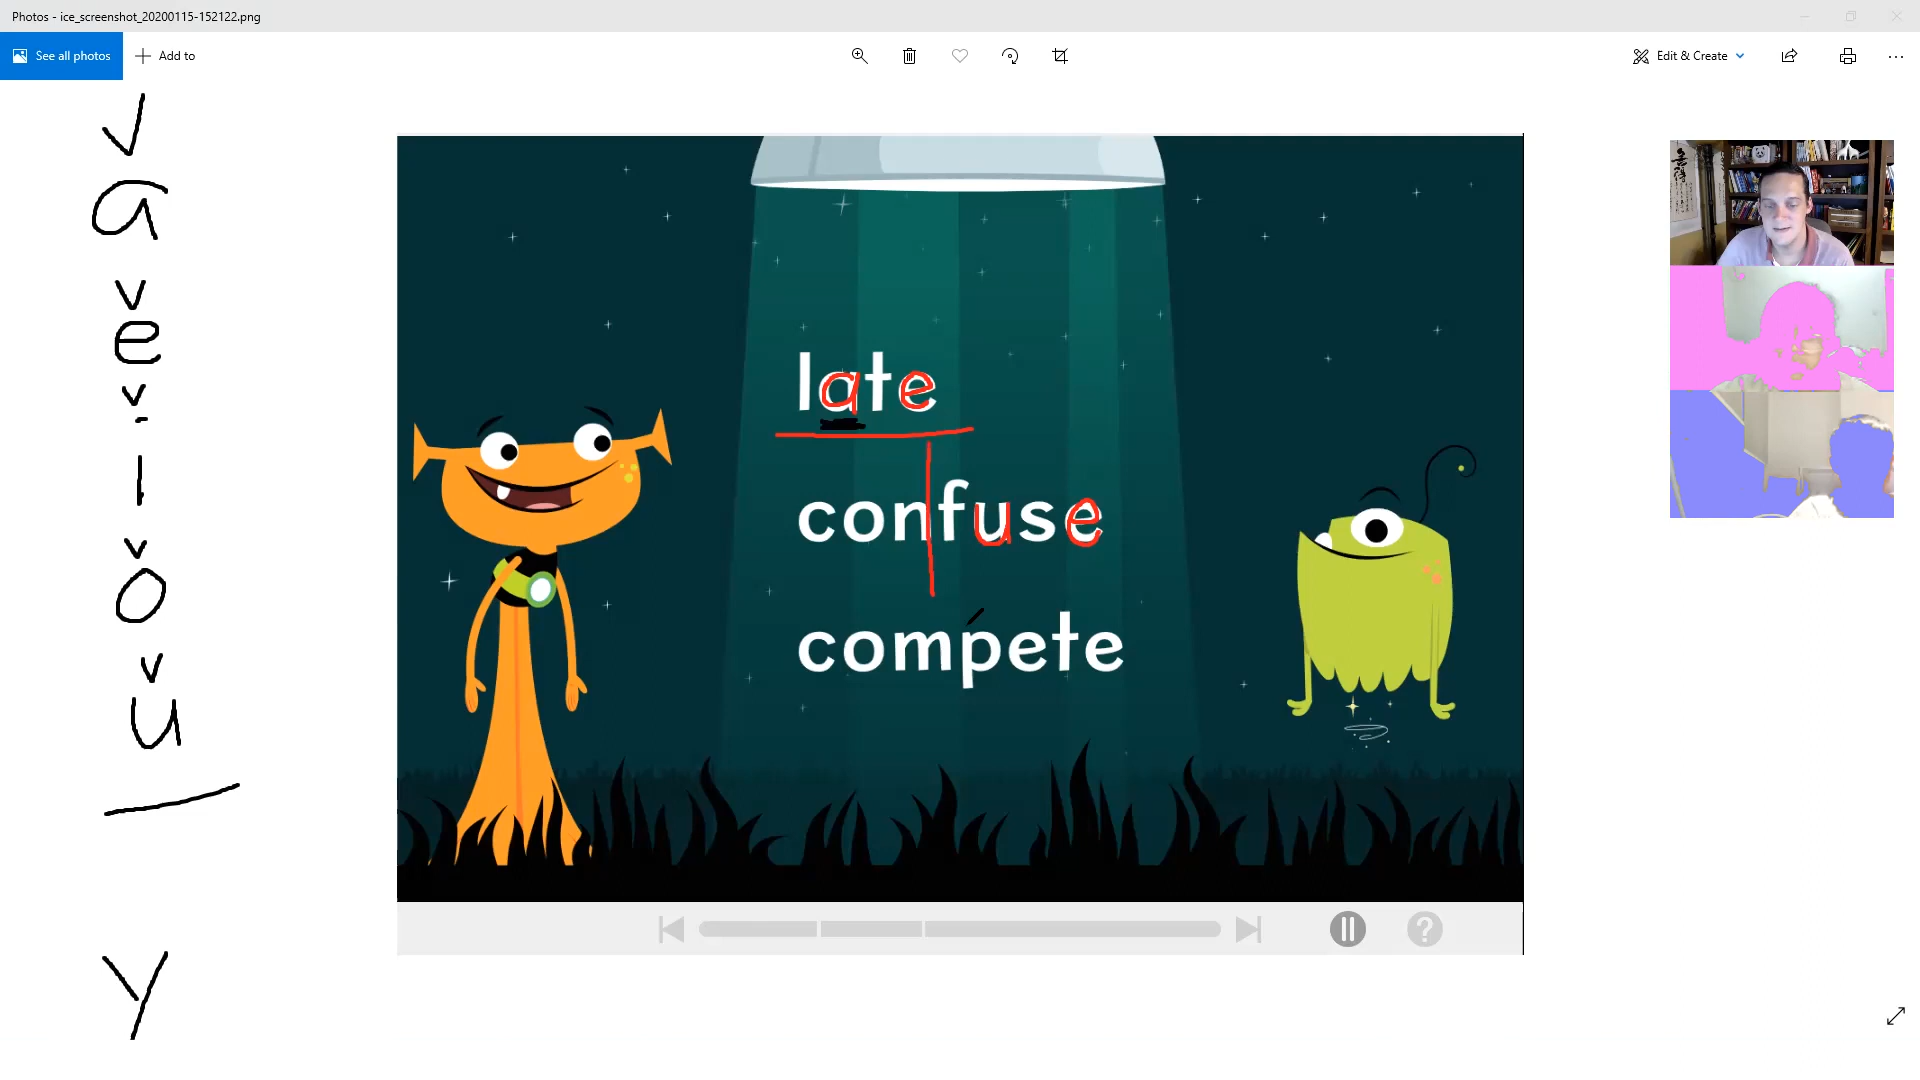 Photos - ice_screenshot_20200115-152122.png
See all photos
Add to
Edit & Create
ă
ĕ
ĭ
ŏ
ŭ
y
late
confuse
compete
?